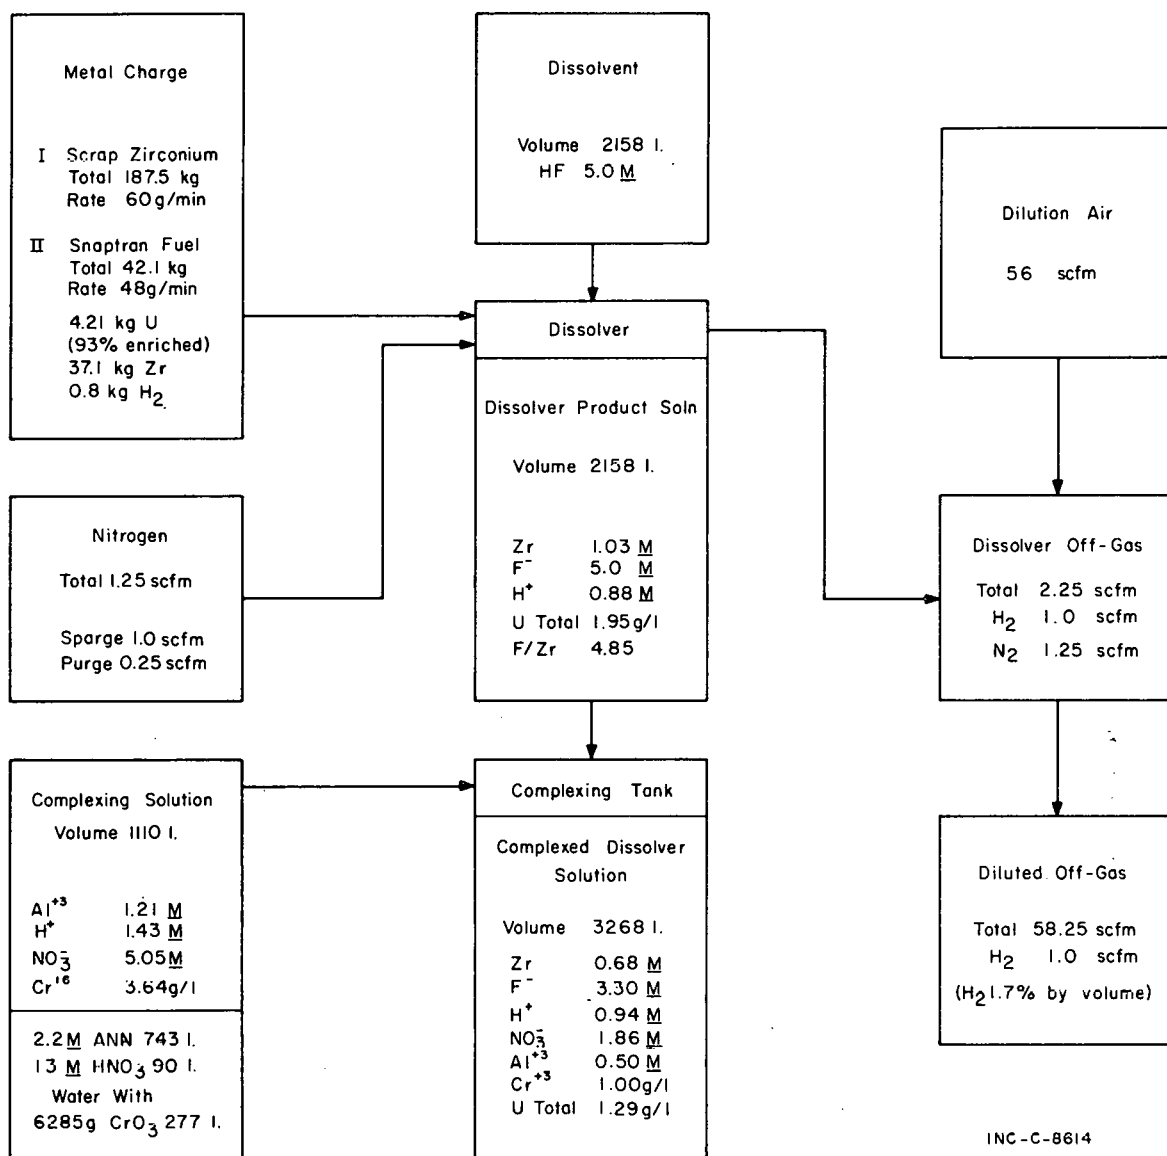 Metal Charge
I Scrap Zirconium
Total 187.5 kg
Rate 60g/min
II Snaptran Fuel
Total 42.1 kg
Rate 48g/min
4.21 kg U
(93% enriched)
37.1 kg Zr
0.8 kg H₂
Dissolvent
Volume 2158 l.
HF 5.0 M
Dilution Air
56 scfm
Nitrogen
Total 1.25 scfm
Sparge 1.0 scfm
Purge 0.25 scfm
Dissolver
Dissolver Product Soln
Volume 2158 l.
Zr 1.03 M
F⁻ 5.0 M
H⁺ 0.88 M
U Total 1.95g/l
F/Zr 4.85
Dissolver Off-Gas
Total 2.25 scfm
H₂ 1.0 scfm
N₂ 1.25 scfm
Complexing Solution
Volume 1110 l.
Al⁺³ 1.21 M
H⁺ 1.43 M
NO₃⁻ 5.05 M
Cr⁺⁶ 3.64g/l
2.2 M ANN 743 l.
13 M HNO₃ 90 l.
Water With
6285g CrO₃ 277 l.
Complexing Tank
Complexed Dissolver
Solution
Volume 3268 l.
Zr 0.68 M
F⁻ 3.30 M
H⁺ 0.94 M
NO₃⁻ 1.86 M
Al⁺³ 0.50 M
Cr⁺³ 1.00g/l
U Total 1.29g/l
Diluted Off-Gas
Total 58.25 scfm
H₂ 1.0 scfm
(H₂ 1.7% by volume)
INC-C-8614